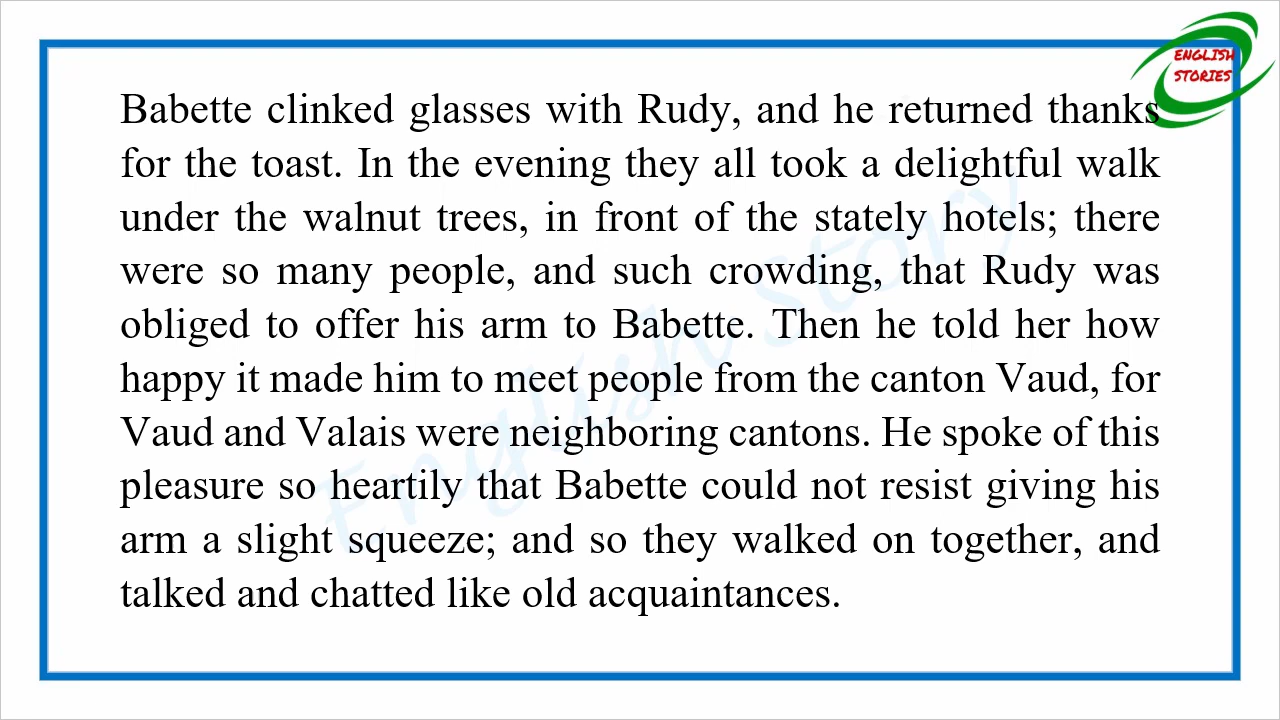 ENGLISH
STORIES
Babette clinked glasses with Rudy, and he returned thanks
for the toast. In the evening they all took a delightful walk
under the walnut trees, in front of the stately hotels; there
were so many people, and such crowding, that Rudy was
obliged to offer his arm to Babette. Then he told her how
happy it made him to meet people from the canton Vaud, for
Vaud and Valais were neighboring cantons. He spoke of this
pleasure so heartily that Babette could not resist giving his
arm a slight squeeze; and so they walked on together, and
talked and chatted like old acquaintances.
English Story